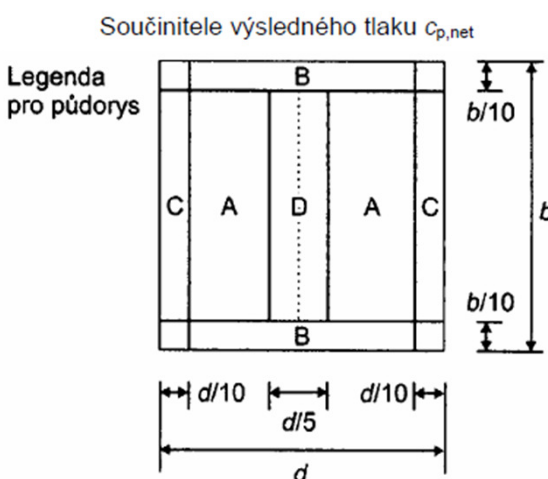 Součinitele výsledného tlaku cp,net
Legenda
pro půdorys
B
b/10
C A D A C
b
b/10
B
d/10 d/10
d/5
d